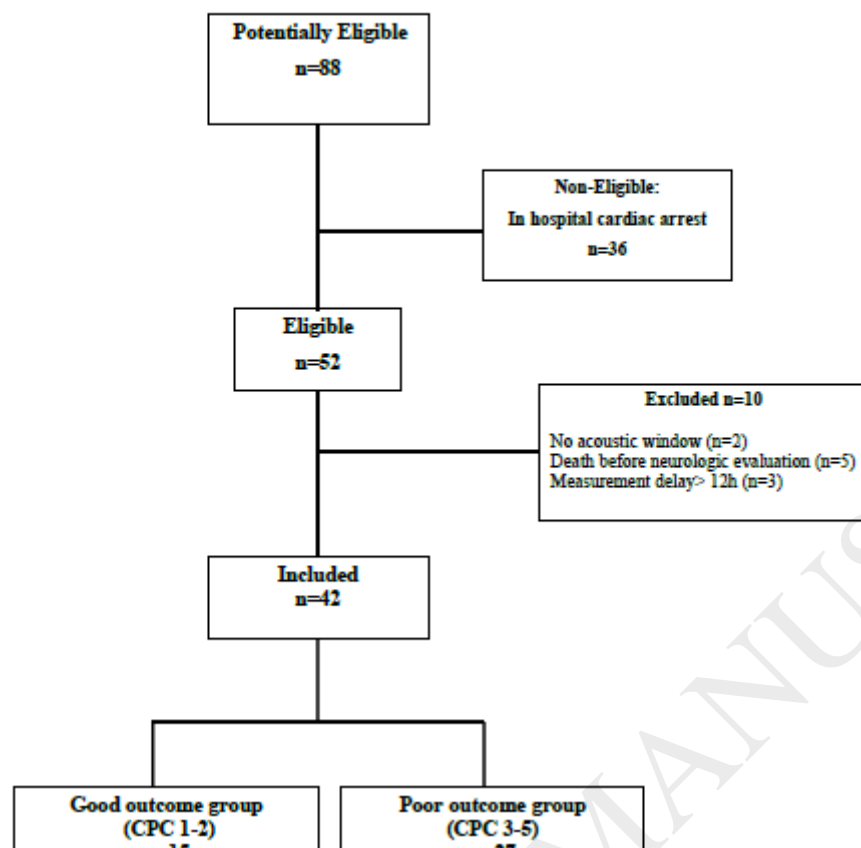 Potentially Eligible
n=88
Non-Eligible:
In hospital cardiac arrest
n=36
Eligible
n=52
Excluded n=10
No acoustic window (n=2)
Death before neurologic evaluation (n=5)
Measurement delay> 12h (n=3)
Included
n=42
Good outcome group
(CPC 1-2)
Poor outcome group
(CPC 3-5)
MANUS